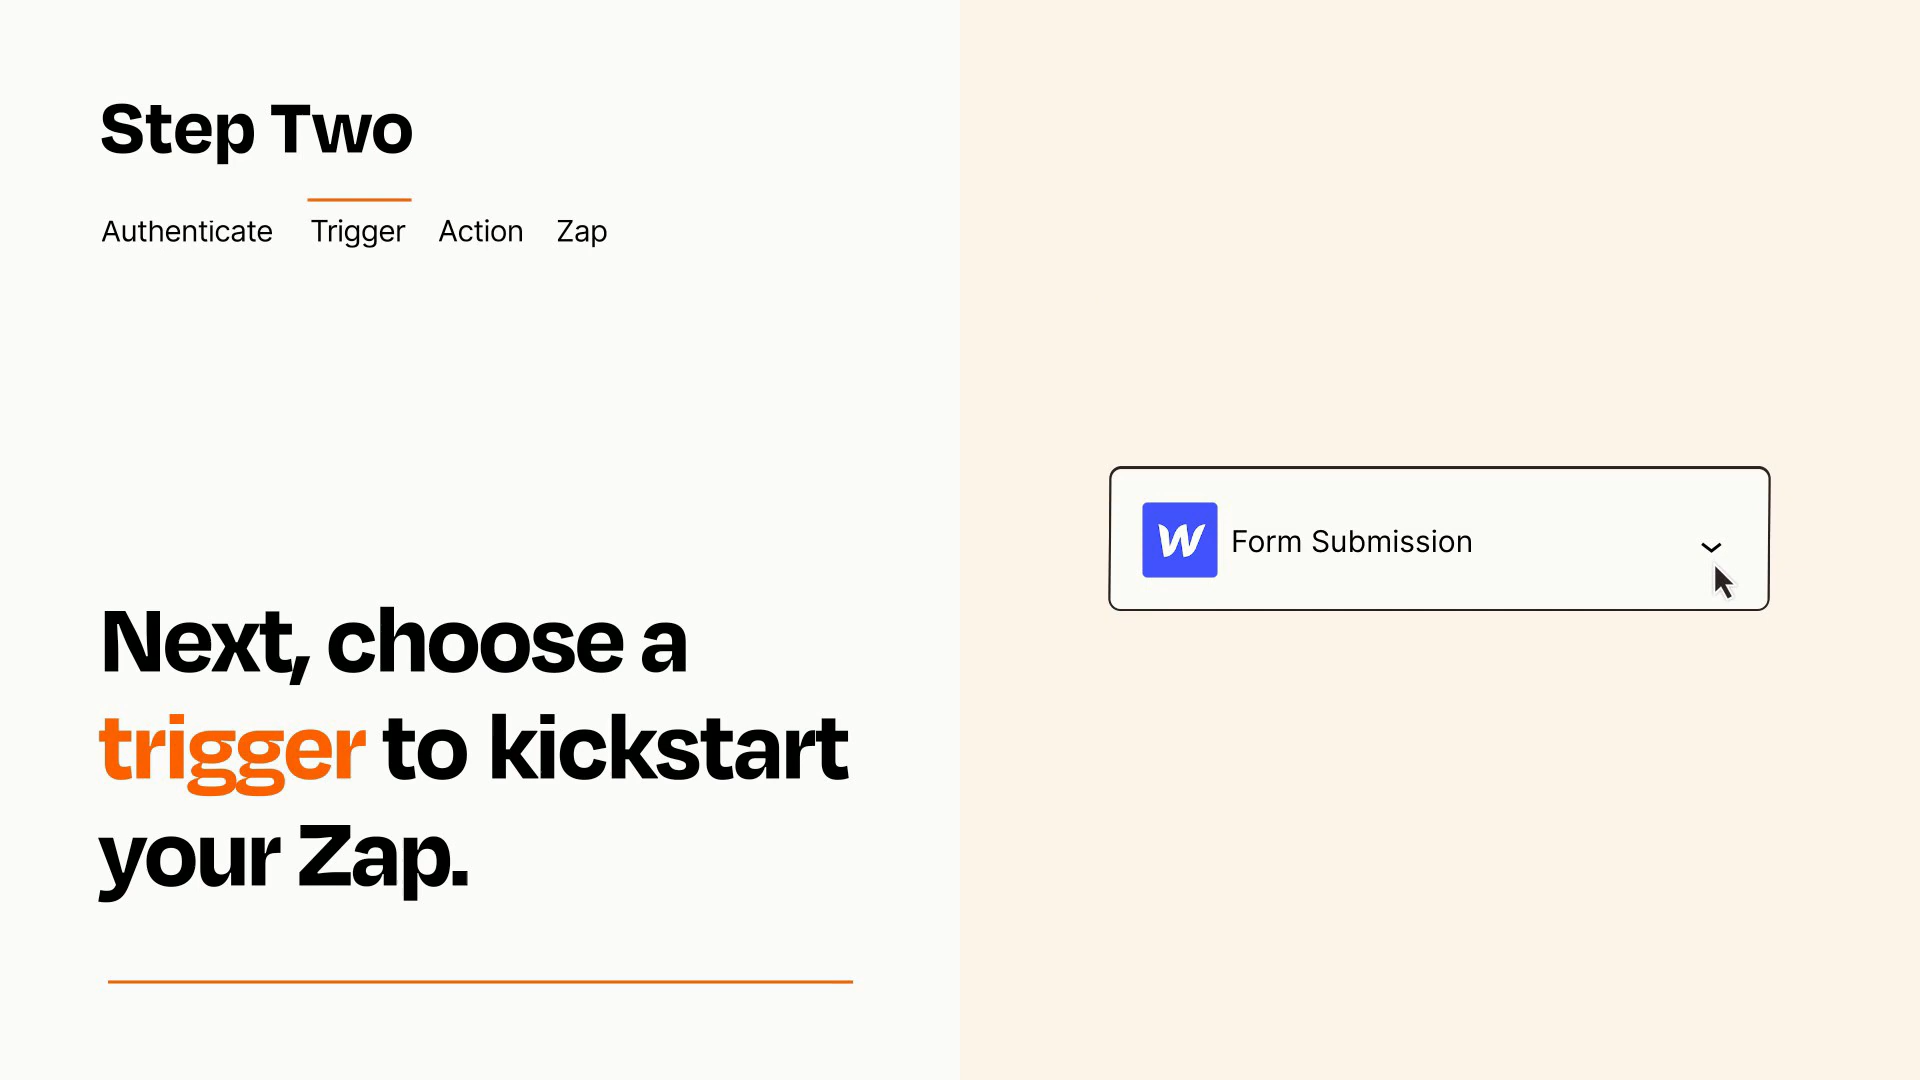 Step Two
Authenticate Trigger Action Zap
Next, choose a
trigger to kickstart
your Zap.
Form Submission